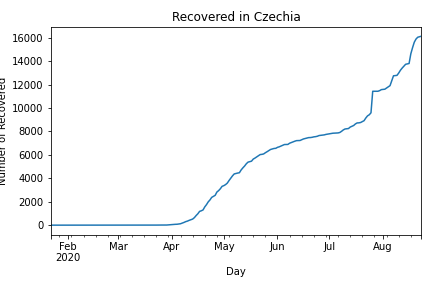 Recovered in Czechia
Number of Recovered
16000
14000
12000
10000
8000
6000
4000
2000
0
Feb
2020
Mar
Apr
May
Jun
Jul
Aug
Day